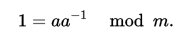 1 = aa⁻¹ mod m.